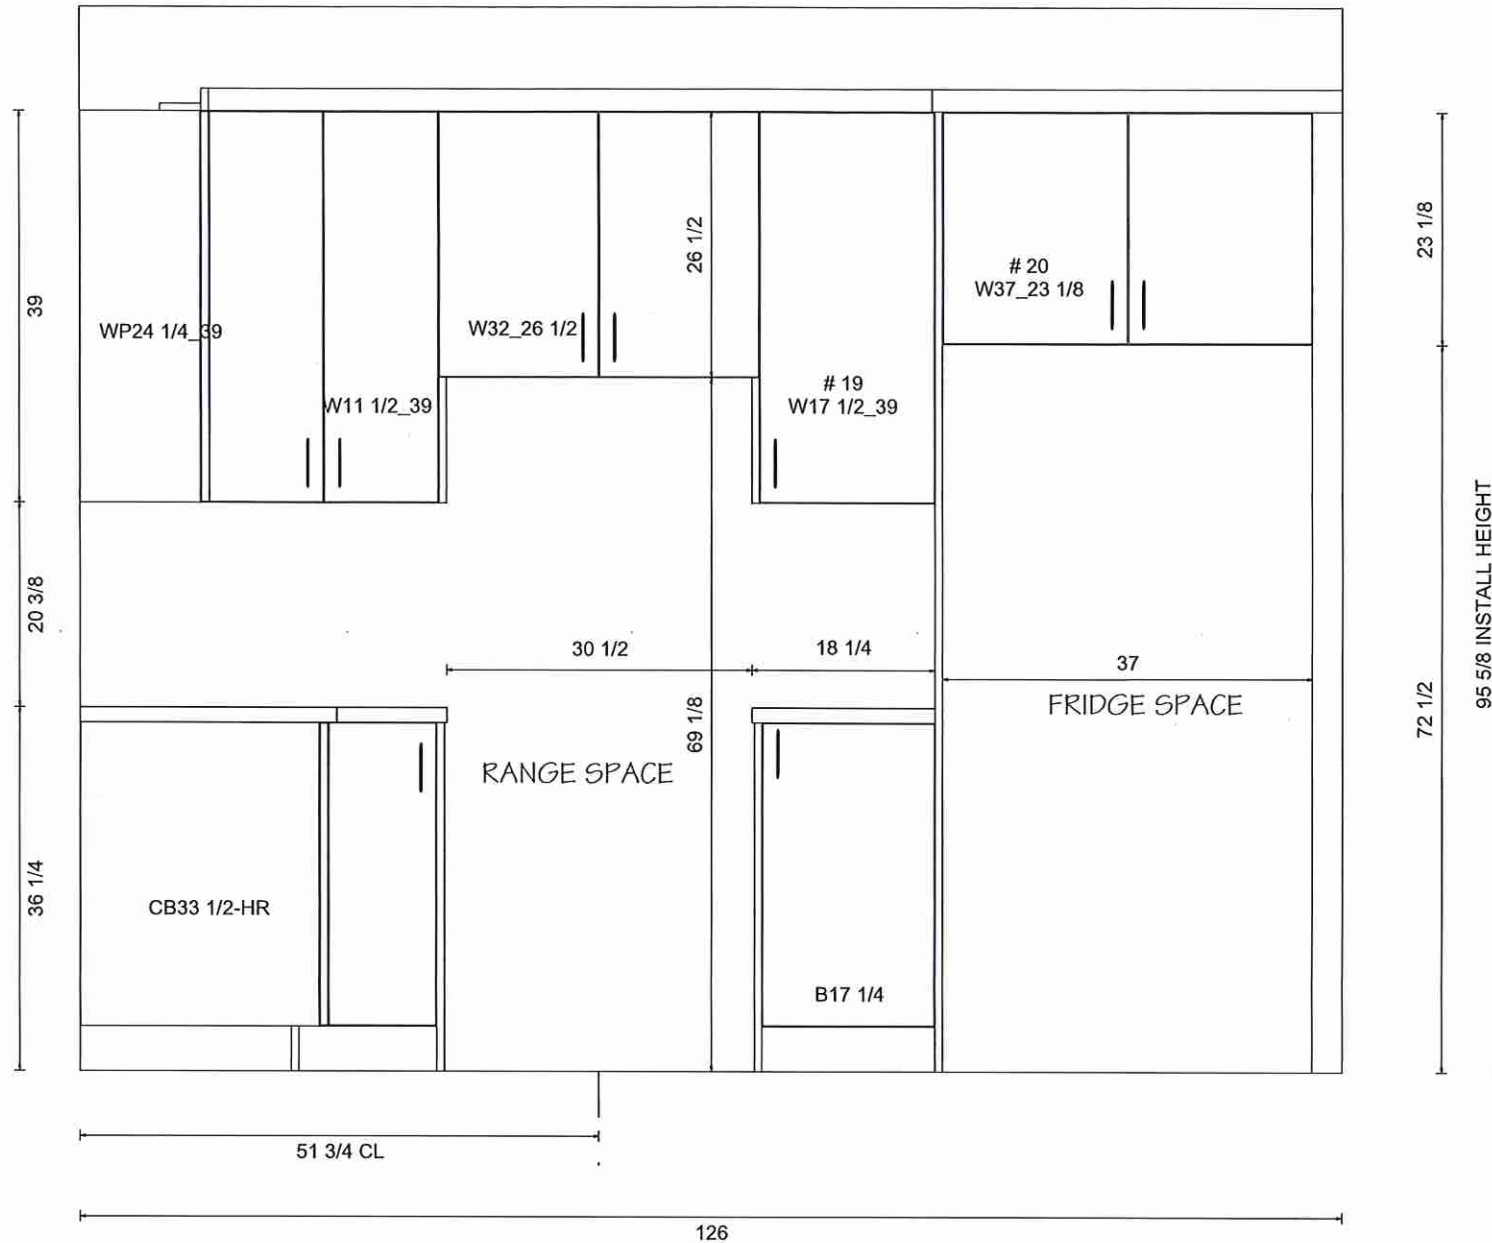 26 1/2
23 1/8
# 20
W37_23 1/8
39
WP24 1/4_39
W32_26 1/2
# 19
W17 1/2_39
W11 1/2_39
20 3/8
30 1/2
18 1/4
37
FRIDGE SPACE
69 1/8
72 1/2
95 5/8 INSTALL HEIGHT
RANGE SPACE
36 1/4
CB33 1/2-HR
B17 1/4
51 3/4 CL
126